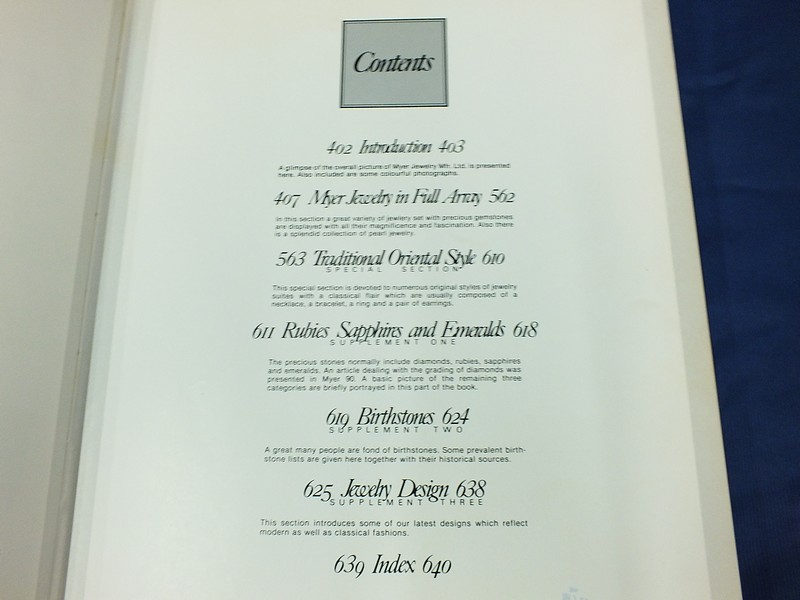 Contents
402 Introduction 403
A glimpse of the overall picture of Myer Jewelry Mfr. Ltd. is presented
here. Also included are some colourful photographs.
407 Myer Jewelry in Full Array 562
In this section a great variety of jewlery set with precious gemstones
are displayed with all their magnificence and fascination. Also there
is a splendid collection of pearl jewelry.
563 Traditional Oriental Style 610
SPECIAL SECTION
This special section is devoted to numerous original styles of jewelry
suites with a classical flair which are usually composed of a
necklace, a bracelet, a ring and a pair of earrings.
611 Rubies Sapphires and Emeralds 618
SUPPLEMENT ONE
The precious stones normally include diamonds, rubies, sapphires
and emeralds. An article dealing with the grading of diamonds was
presented in Myer 90. A basic picture of the remaining three
categories are briefly portrayed in this part of the book.
619 Birthstones 624
SUPPLEMENT TWO
A great many people are fond of birthstones. Some prevalent birth-
stone lists are given here together with their historical sources.
625 Jewelry Design 638
SUPPLEMENT THREE
This section introduces some of our latest designs which reflect
modern as well as classical fashions.
639 Index 640